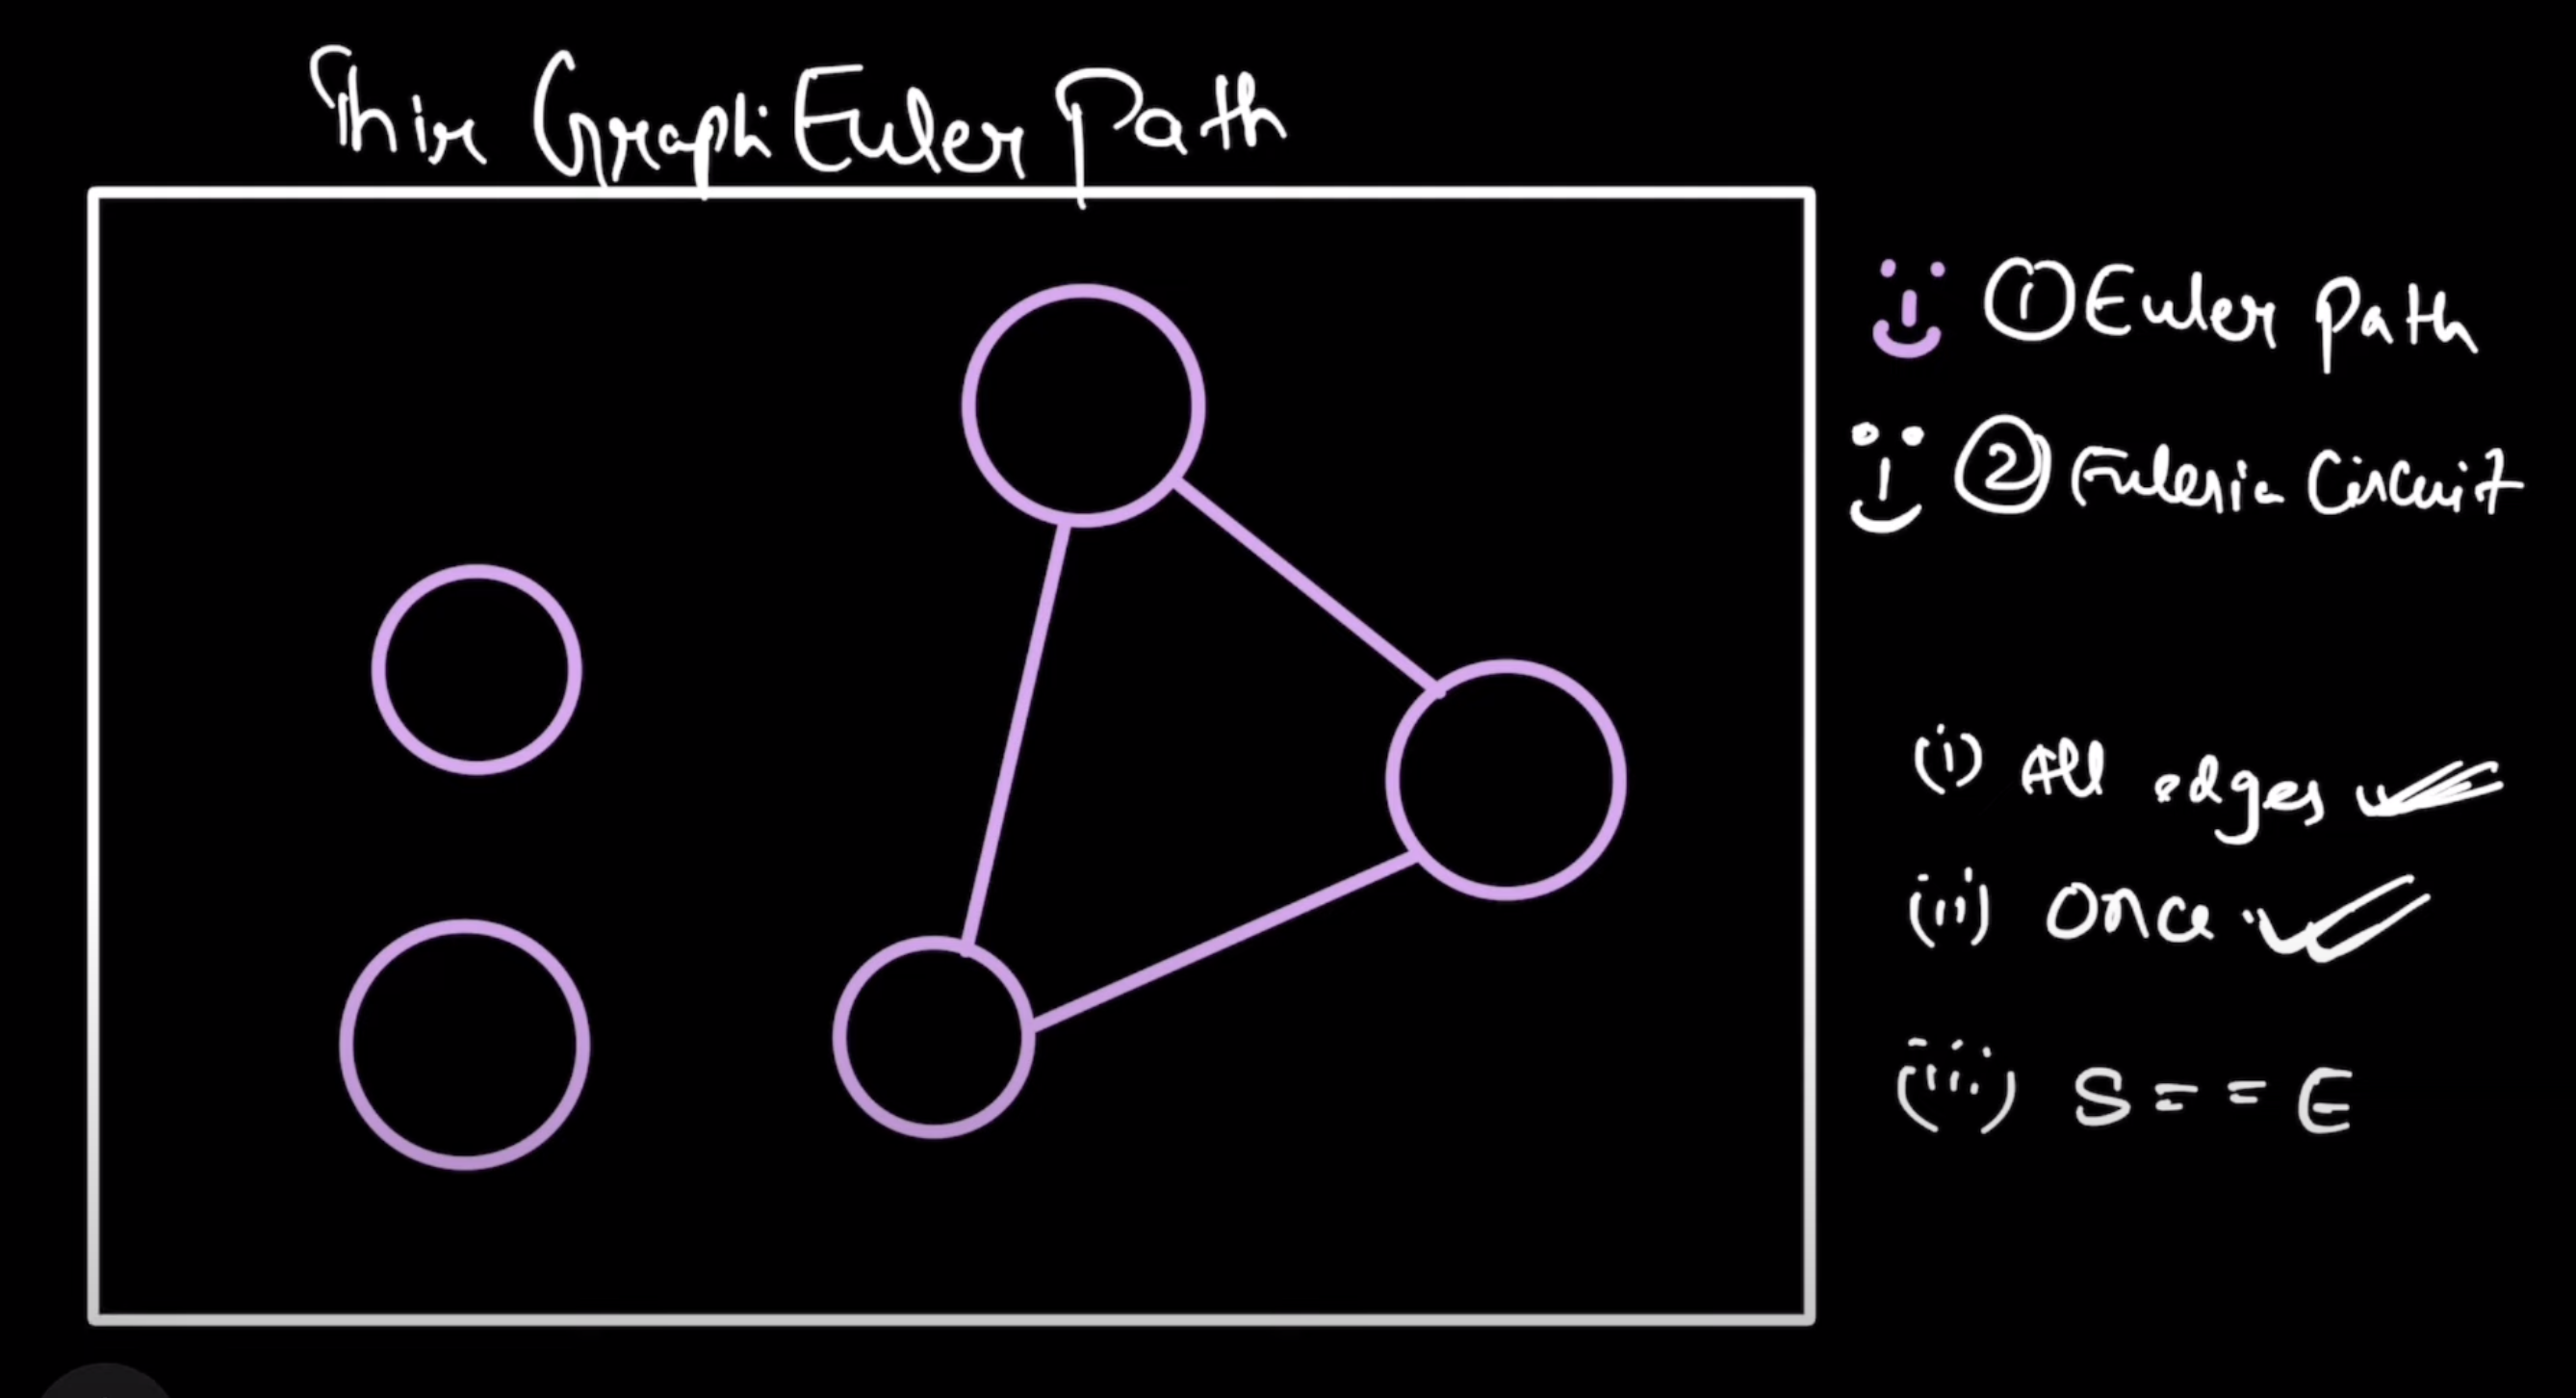 This Graph Euler Path
① Euler Path
② Euleria Circuit
(i) All edges
(ii) Once
(iii) S = = E